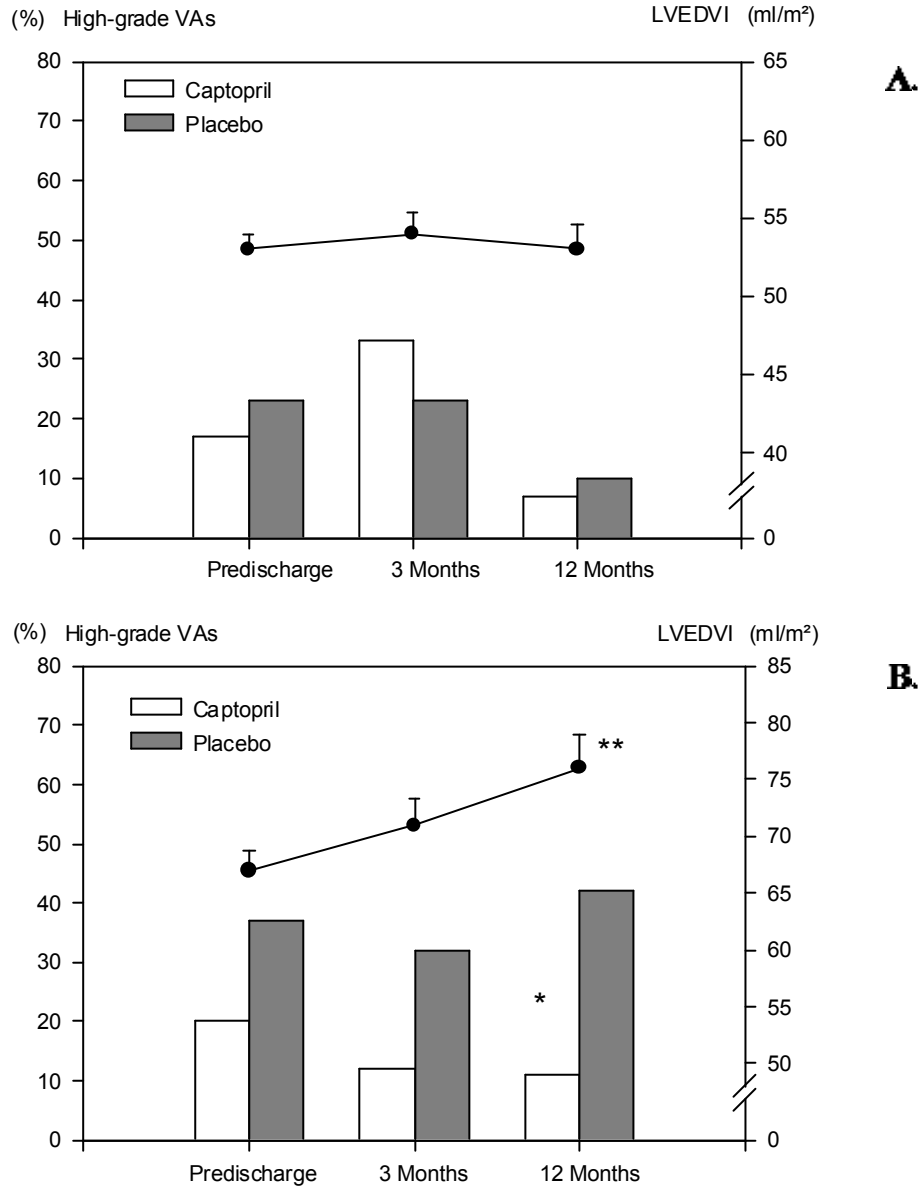 (%) High-grade VAs LVEDVI (ml/m²)
A.
80 65
Captopril
70 60
Placebo
60
50 55
40 50
30 45
20
10 40
0 0
Predischarge 3 Months 12 Months
(%) High-grade VAs LVEDVI (ml/m²)
B.
80 85
Captopril
70 80
Placebo
**
60 75
50 70
40 65
30 60
*
20 55
10 50
0 0
Predischarge 3 Months 12 Months